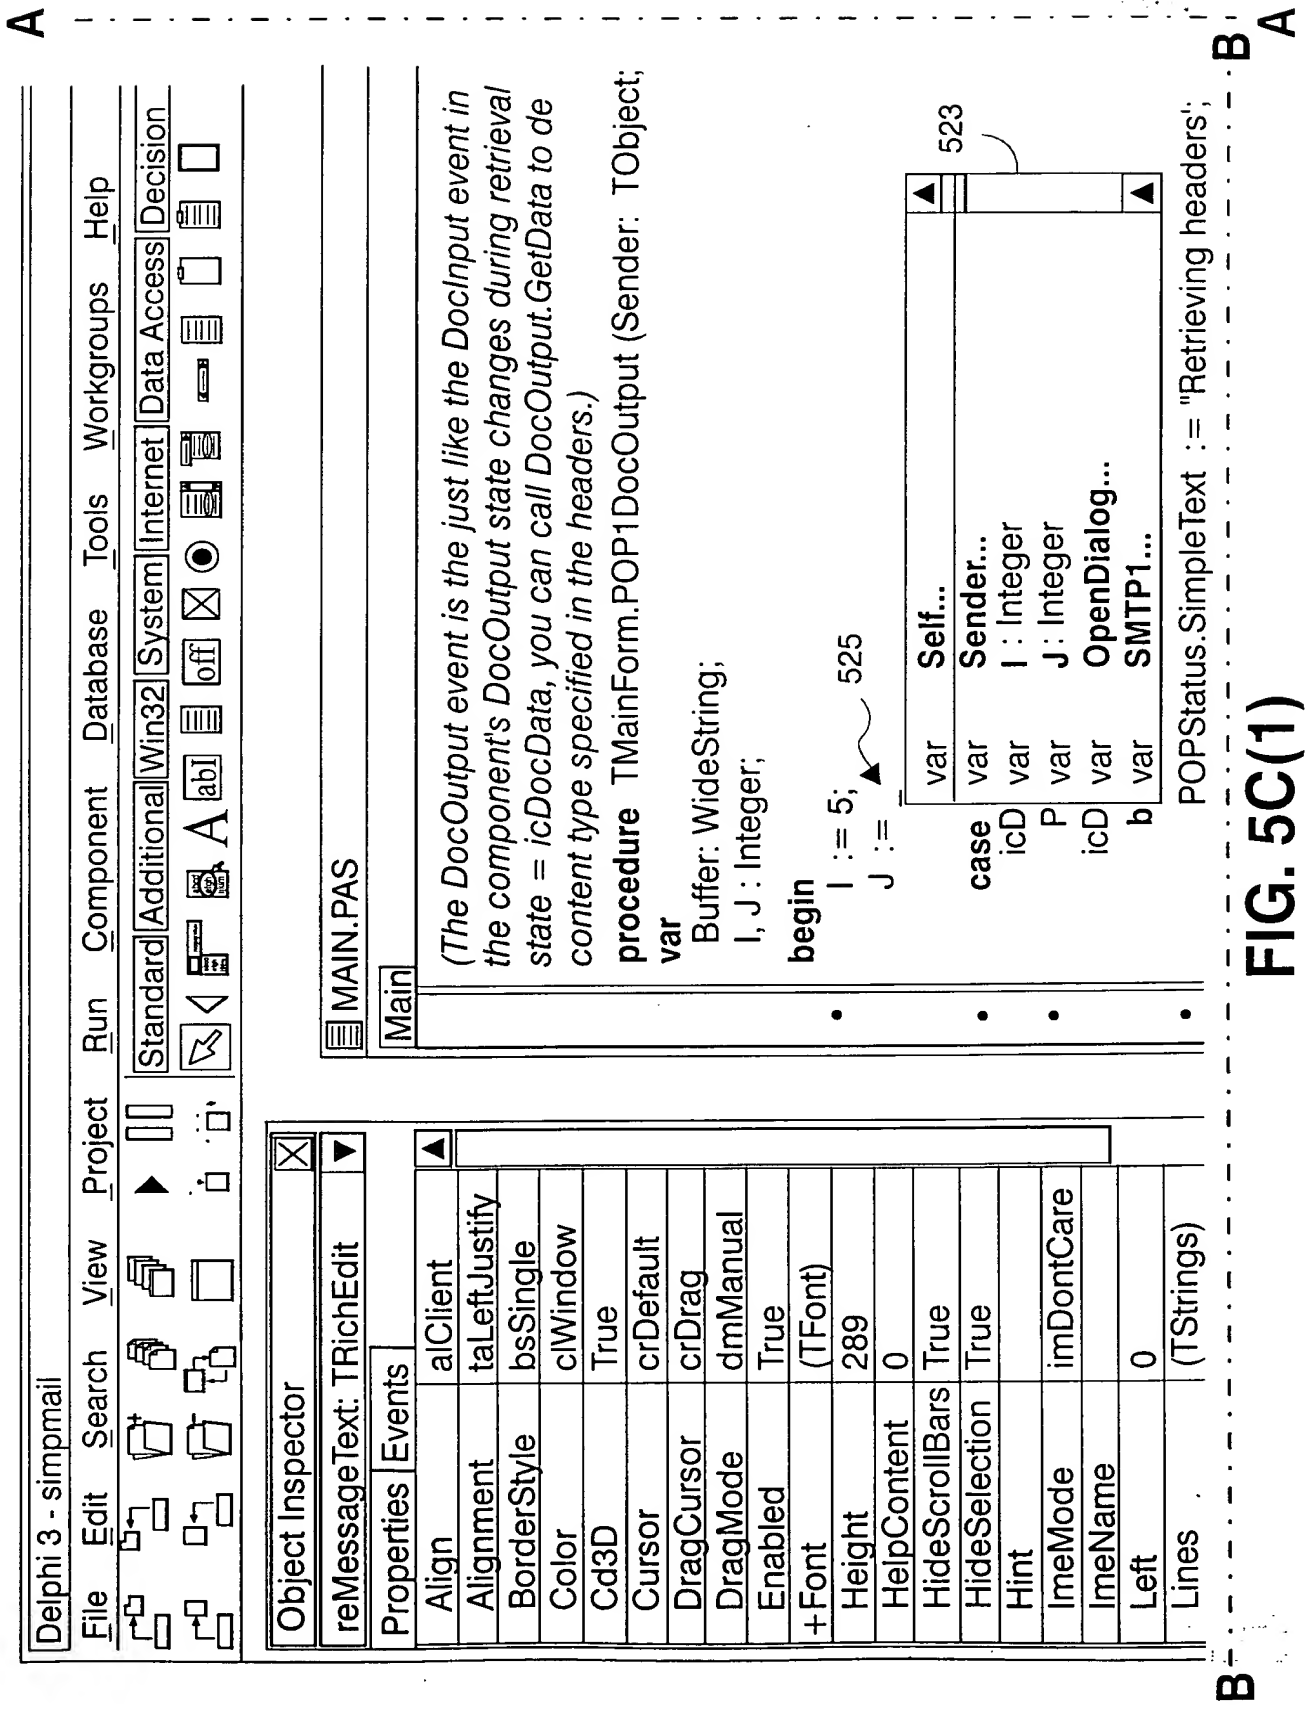 A
A
Delphi 3 - simpmail
File Edit Search View Project Run Component Database Tools Workgroups Help
Standard Additional Win32 System Internet Data Access Decision
A abI off
Object Inspector
reMessageText: TRichEdit
Properties Events
Align alClient
Alignment taLeftJustify
BorderStyle bsSingle
Color clWindow
Cd3D True
Cursor crDefault
DragCursor crDrag
DragMode dmManual
Enabled True
+Font (TFont)
Height 289
HelpContent 0
HideScrollBars True
HideSelection True
Hint
ImeMode imDontCare
ImeName
Left 0
Lines (TStrings)
MAIN.PAS
Main
(The DocOutput event is the just like the DocInput event in
the component's DocOutput state changes during retrieval
state = icDocData, you can call DocOutput.GetData to de
content type specified in the headers.)
procedure TMainForm.POP1DocOutput (Sender: TObject;
var
Buffer: WideString;
I, J : Integer;
begin
I := 5;
J := _
525
var Self...
case var Sender...
icD var I : Integer
P var J : Integer
icD var OpenDialog...
b var SMTP1...
523
POPStatus.SimpleText := "Retrieving headers';
B
B
FIG. 5C(1)